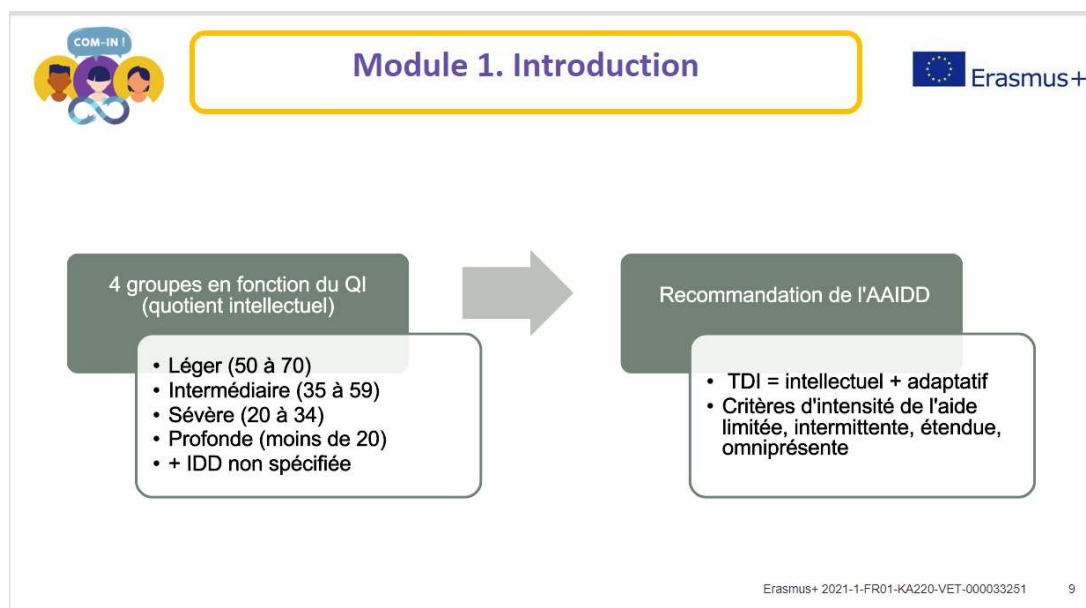 COM-IN !
Module 1. Introduction
Erasmus+
4 groupes en fonction du QI
(quotient intellectuel)
• Léger (50 à 70)
• Intermédiaire (35 à 59)
• Sévère (20 à 34)
• Profonde (moins de 20)
• + IDD non spécifiée
Recommandation de l'AAIDD
• TDI = intellectuel + adaptatif
• Critères d'intensité de l'aide
limitée, intermittente, étendue,
omniprésente
Erasmus+ 2021-1-FR01-KA220-VET-000033251
9